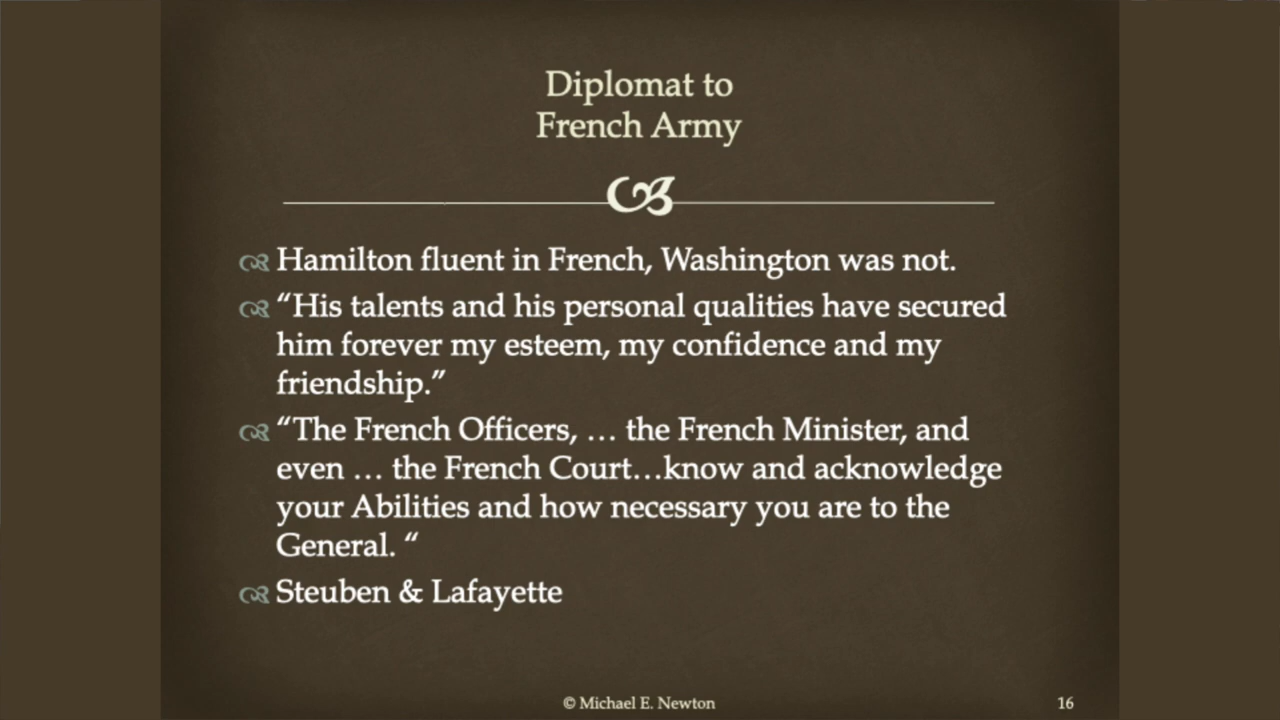 Diplomat to
French Army
Hamilton fluent in French, Washington was not.
“His talents and his personal qualities have secured
him forever my esteem, my confidence and my
friendship.”
“The French Officers, … the French Minister, and
even … the French Court…know and acknowledge
your Abilities and how necessary you are to the
General. “
Steuben & Lafayette
© Michael E. Newton
16